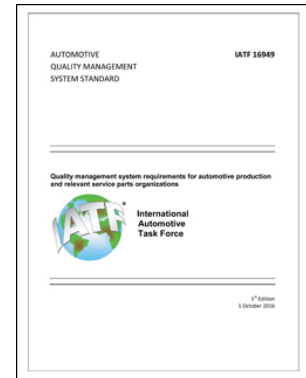 AUTOMOTIVE
QUALITY MANAGEMENT
SYSTEM STANDARD
IATF 16949
Quality management system requirements for automotive production
and relevant service parts organizations
IATF
®
International
Automotive
Task Force
1st Edition
1 October 2016